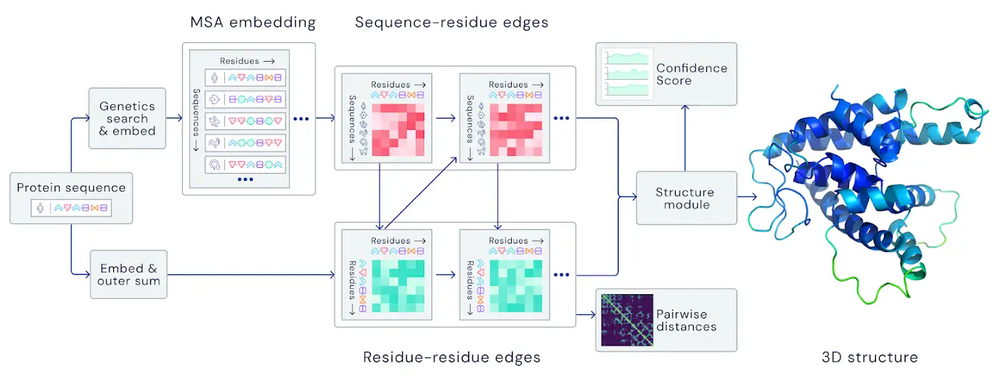 MSA embedding
Sequence-residue edges
Residues →
Sequences →
Genetics
search
& embed
Protein sequence
Embed &
outer sum
Residues →
Sequences →
Residues →
Sequences →
Confidence
Score
Structure
module
Residues →
Residues →
Residues →
Residues →
Pairwise
distances
Residue-residue edges
3D structure